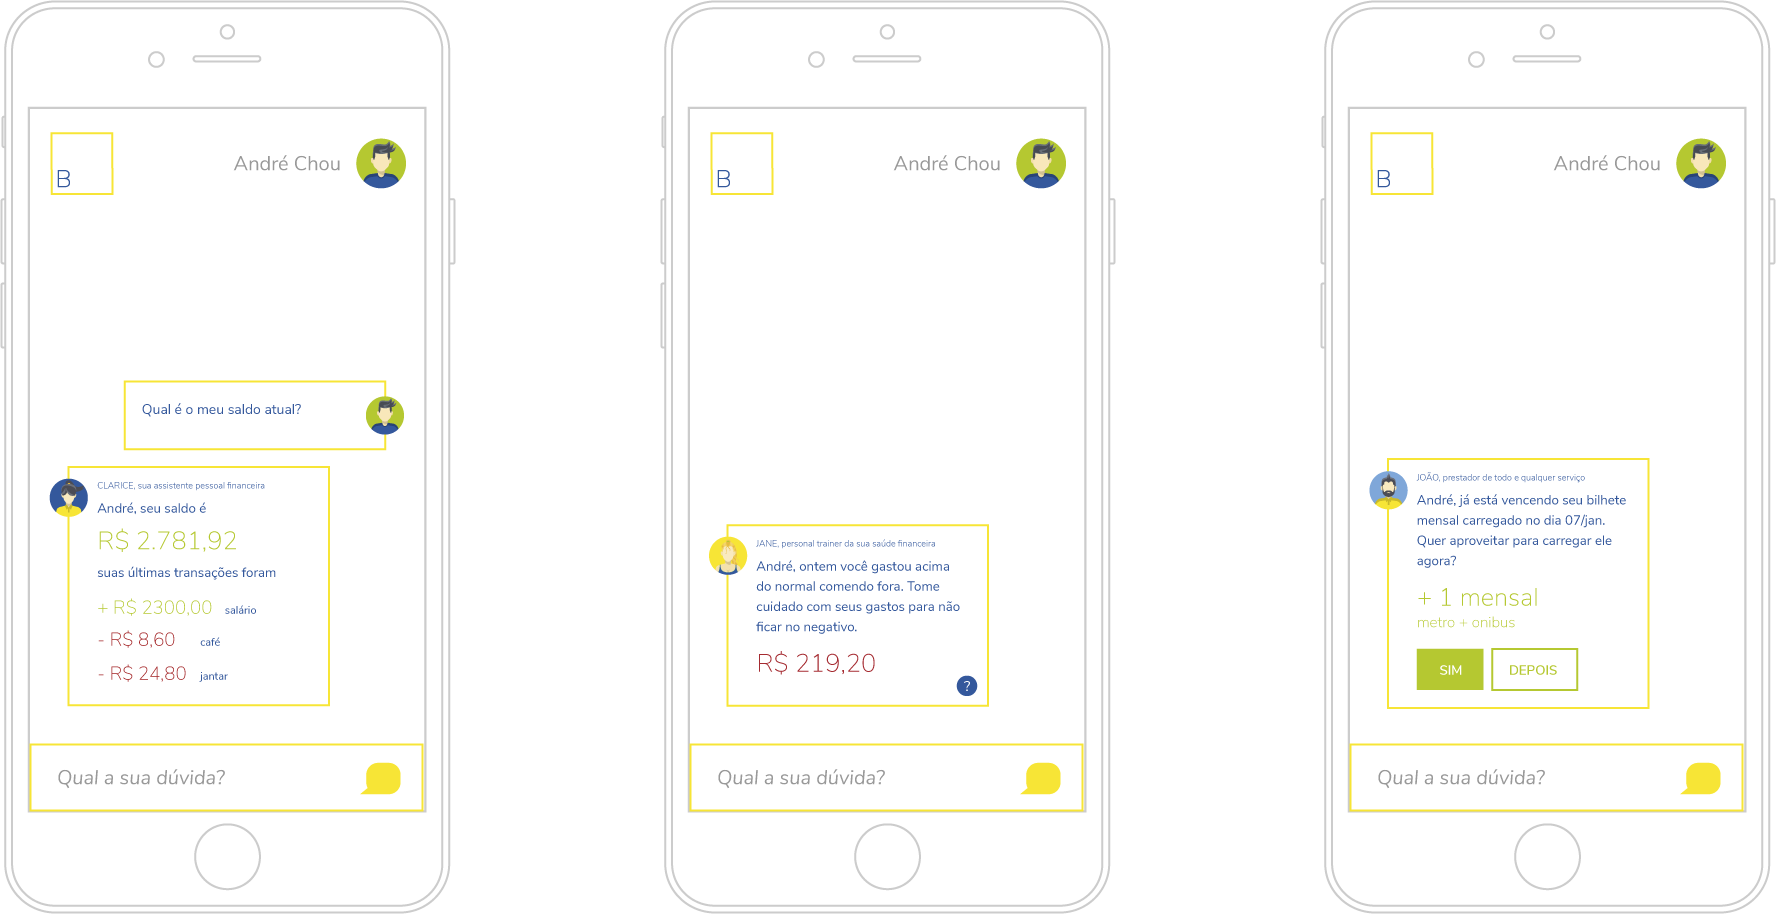 B
André Chou
Qual é o meu saldo atual?
CLARICE, sua assistente pessoal financeira
André, seu saldo é
R$ 2.781,92
suas últimas transações foram
+ R$ 2300,00 salário
- R$ 8,60 café
- R$ 24,80 jantar
Qual a sua dúvida?
B
André Chou
JANE, personal trainer da sua saúde financeira
André, ontem você gastou acima
do normal comendo fora. Tome
cuidado com seus gastos para não
ficar no negativo.
R$ 219,20
?
Qual a sua dúvida?
B
André Chou
JOÃO, prestador de todo e qualquer serviço
André, já está vencendo seu bilhete
mensal carregado no dia 07/jan.
Quer aproveitar para carregar ele
agora?
+ 1 mensal
metro + onibus
SIM DEPOIS
Qual a sua dúvida?